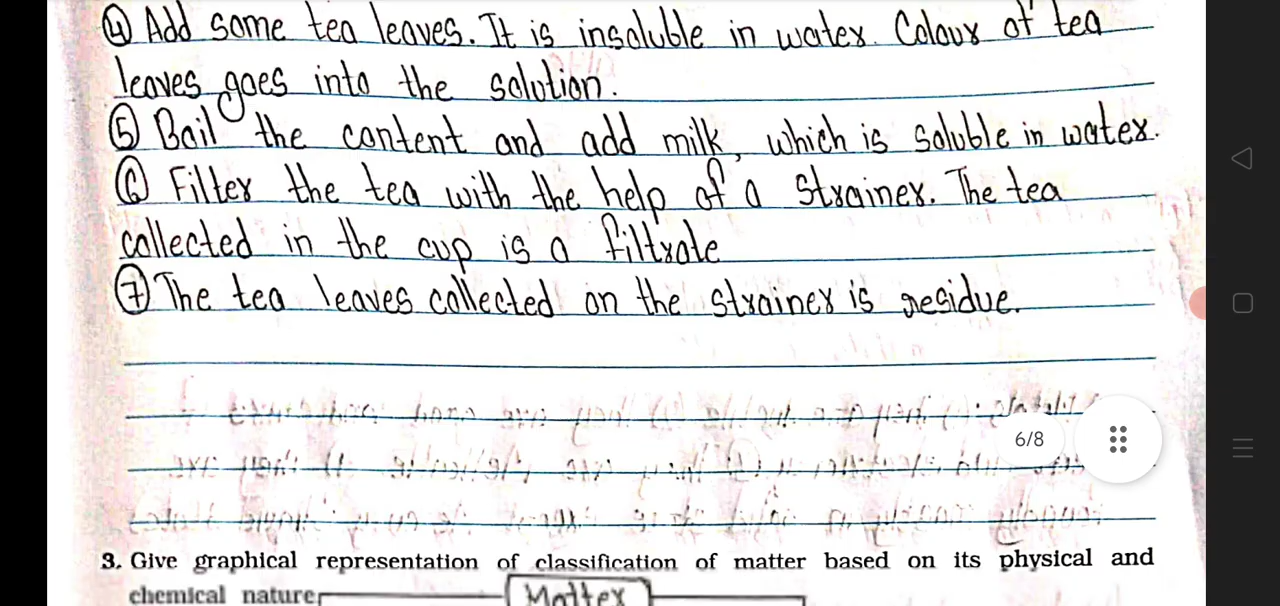 ④ Add some tea leaves. It is insoluble in water. Colour of tea
leaves goes into the solution.
⑤ Bail the content and add milk, which is soluble in water.
⑥ Filter the tea with the help of a strainer. The tea
collected in the cup is a filtrate
⑦ The tea leaves collected on the strainer is residue.
6/8
3. Give graphical representation of classification of matter based on its physical and
chemical nature
Matter